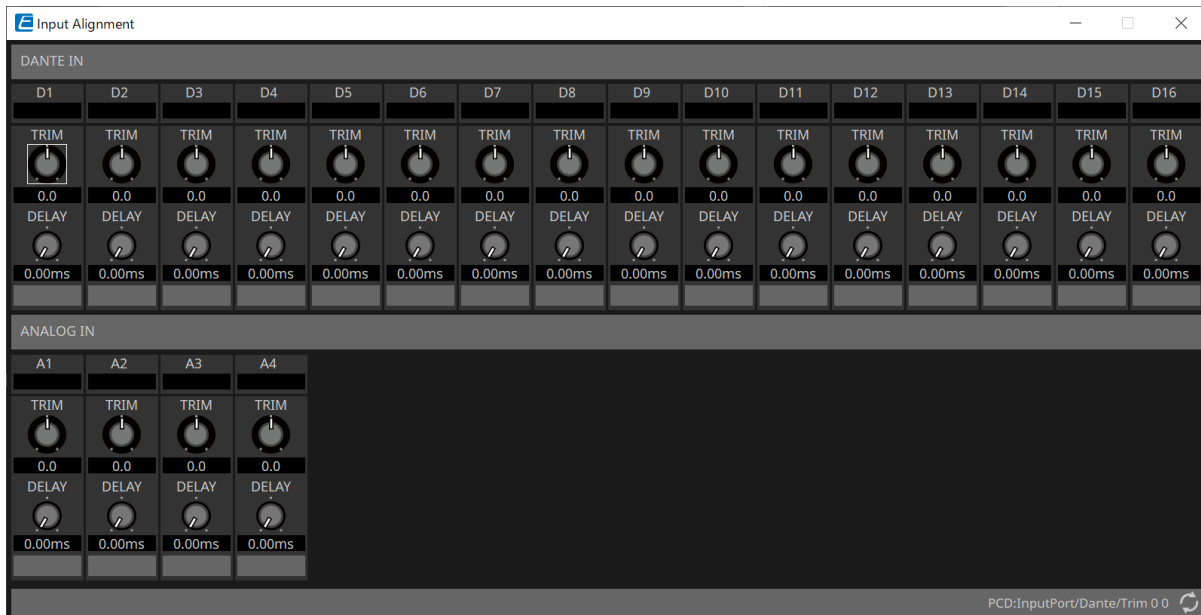 E Input Alignment
DANTE IN
D1 D2 D3 D4 D5 D6 D7 D8 D9 D10 D11 D12 D13 D14 D15 D16
TRIM TRIM TRIM TRIM TRIM TRIM TRIM TRIM TRIM TRIM TRIM TRIM TRIM TRIM TRIM TRIM
0.0 0.0 0.0 0.0 0.0 0.0 0.0 0.0 0.0 0.0 0.0 0.0 0.0 0.0 0.0 0.0
DELAY DELAY DELAY DELAY DELAY DELAY DELAY DELAY DELAY DELAY DELAY DELAY DELAY DELAY DELAY DELAY
0.00ms 0.00ms 0.00ms 0.00ms 0.00ms 0.00ms 0.00ms 0.00ms 0.00ms 0.00ms 0.00ms 0.00ms 0.00ms 0.00ms 0.00ms 0.00ms
ANALOG IN
A1 A2 A3 A4
TRIM TRIM TRIM TRIM
0.0 0.0 0.0 0.0
DELAY DELAY DELAY DELAY
0.00ms 0.00ms 0.00ms 0.00ms
PCD:InputPort/Dante/Trim 0 0